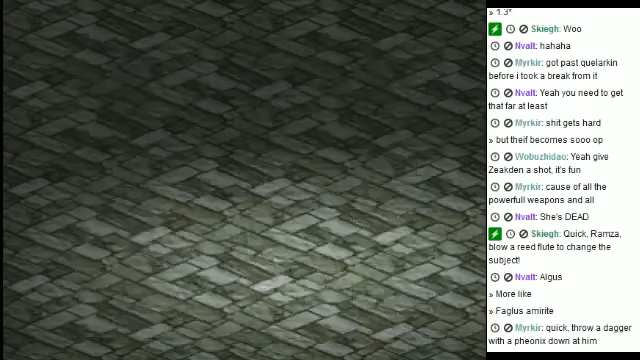 » 1.3*
Skiegh: Woo
Nvalt: hahaha
Myrkir: got past quelarkin
before i took a break from it
Nvalt: Yeah you need to get
that far at least
Myrkir: shit gets hard
» but theif becomes sooo op
Wobuzhidao: Yeah give
Zeakden a shot, it's fun
Myrkir: cause of all the
powerfull weapons and all
Nvalt: She's DEAD
Skiegh: Quick, Ramza,
blow a reed flute to change the
subject!
Nvalt: Algus
» More like
» Faglus amirite
Myrkir: quick, throw a dagger
with a pheonix down at him